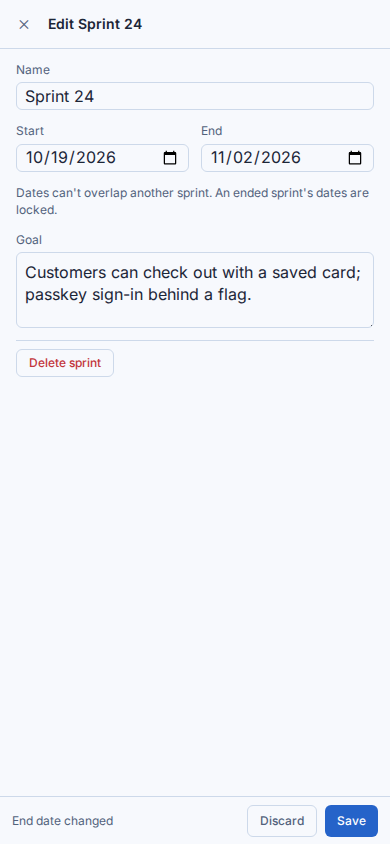 Edit Sprint 24
Name
Sprint 24
Start
End
10/19/2026
11/02/2026
Dates can't overlap another sprint. An ended sprint's dates are
locked.
Goal
Customers can check out with a saved card;
passkey sign-in behind a flag.
Delete sprint
End date changed
Discard
Save